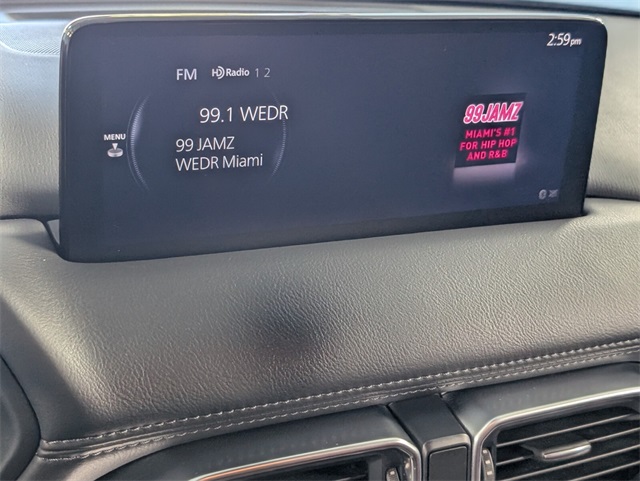 2:59pm
FM HD Radio 1 2
99.1 WEDR
MENU
99 JAMZ
WEDR Miami
99JAMZ
MIAMI'S #1
FOR HIP HOP
AND R&B